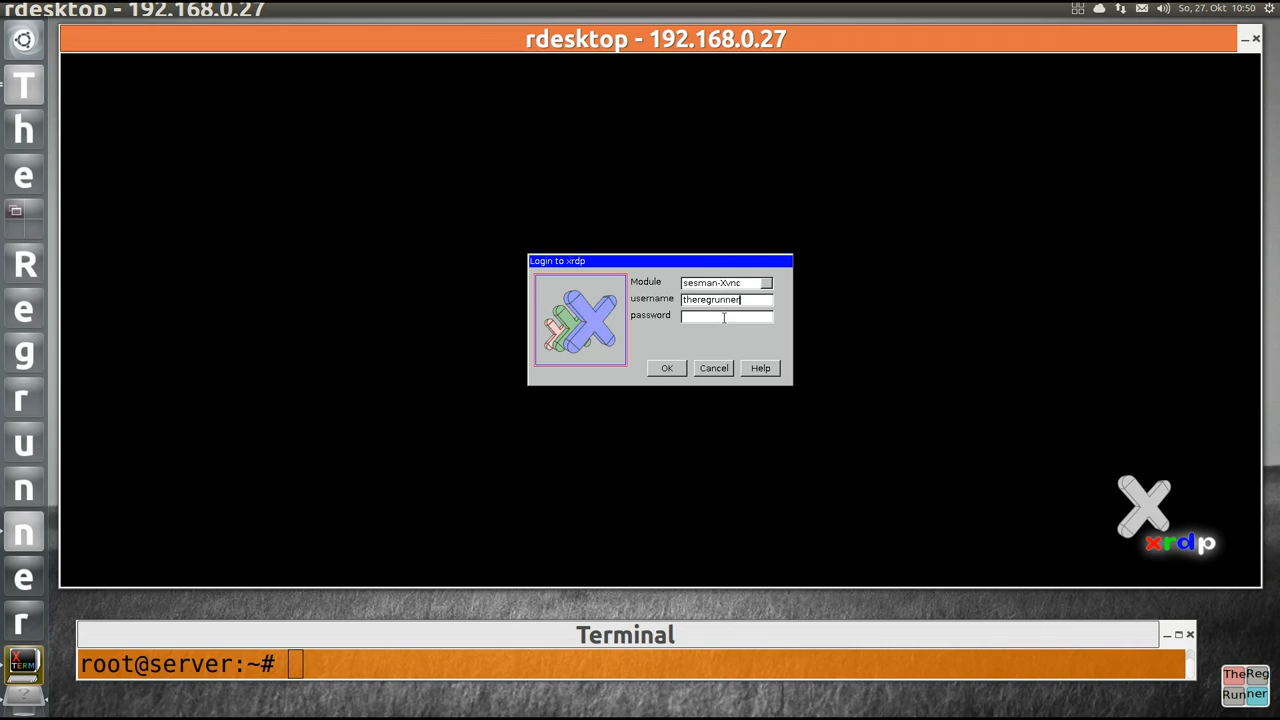 rdesktop - 192.168.0.27
So, 27. Okt 10:50
rdesktop - 192.168.0.27
T
h
e
R
e
g
r
u
n
n
e
r
X
TERM
?
Login to xrdp
Module
sesman-Xvnc
username
theregrunner
password
OK
Cancel
Help
xrdp
Terminal
root@server:~#
TheReg
Runner